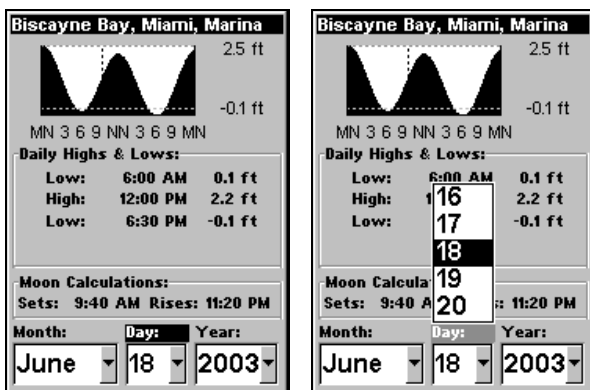 Biscayne Bay, Miami, Marina
2.5 ft
-0.1 ft
MN 3 6 9 NN 3 6 9 MN
Daily Highs & Lows:
Low: 6:00 AM 0.1 ft
High: 12:00 PM 2.2 ft
Low: 6:30 PM -0.1 ft
Moon Calculations:
Sets: 9:40 AM Rises: 11:20 PM
Month: Day: Year:
June 18 2003
Biscayne Bay, Miami, Marina
2.5 ft
-0.1 ft
MN 3 6 9 NN 3 6 9 MN
Daily Highs & Lows:
Low: 6:00 AM 0.1 ft
High: 1 2.2 ft
Low: -0.1 ft
16
17
18
19
20
Moon Calcula
Sets: 9:40 A s: 11:20 PM
Month: Day: Year:
June 18 2003